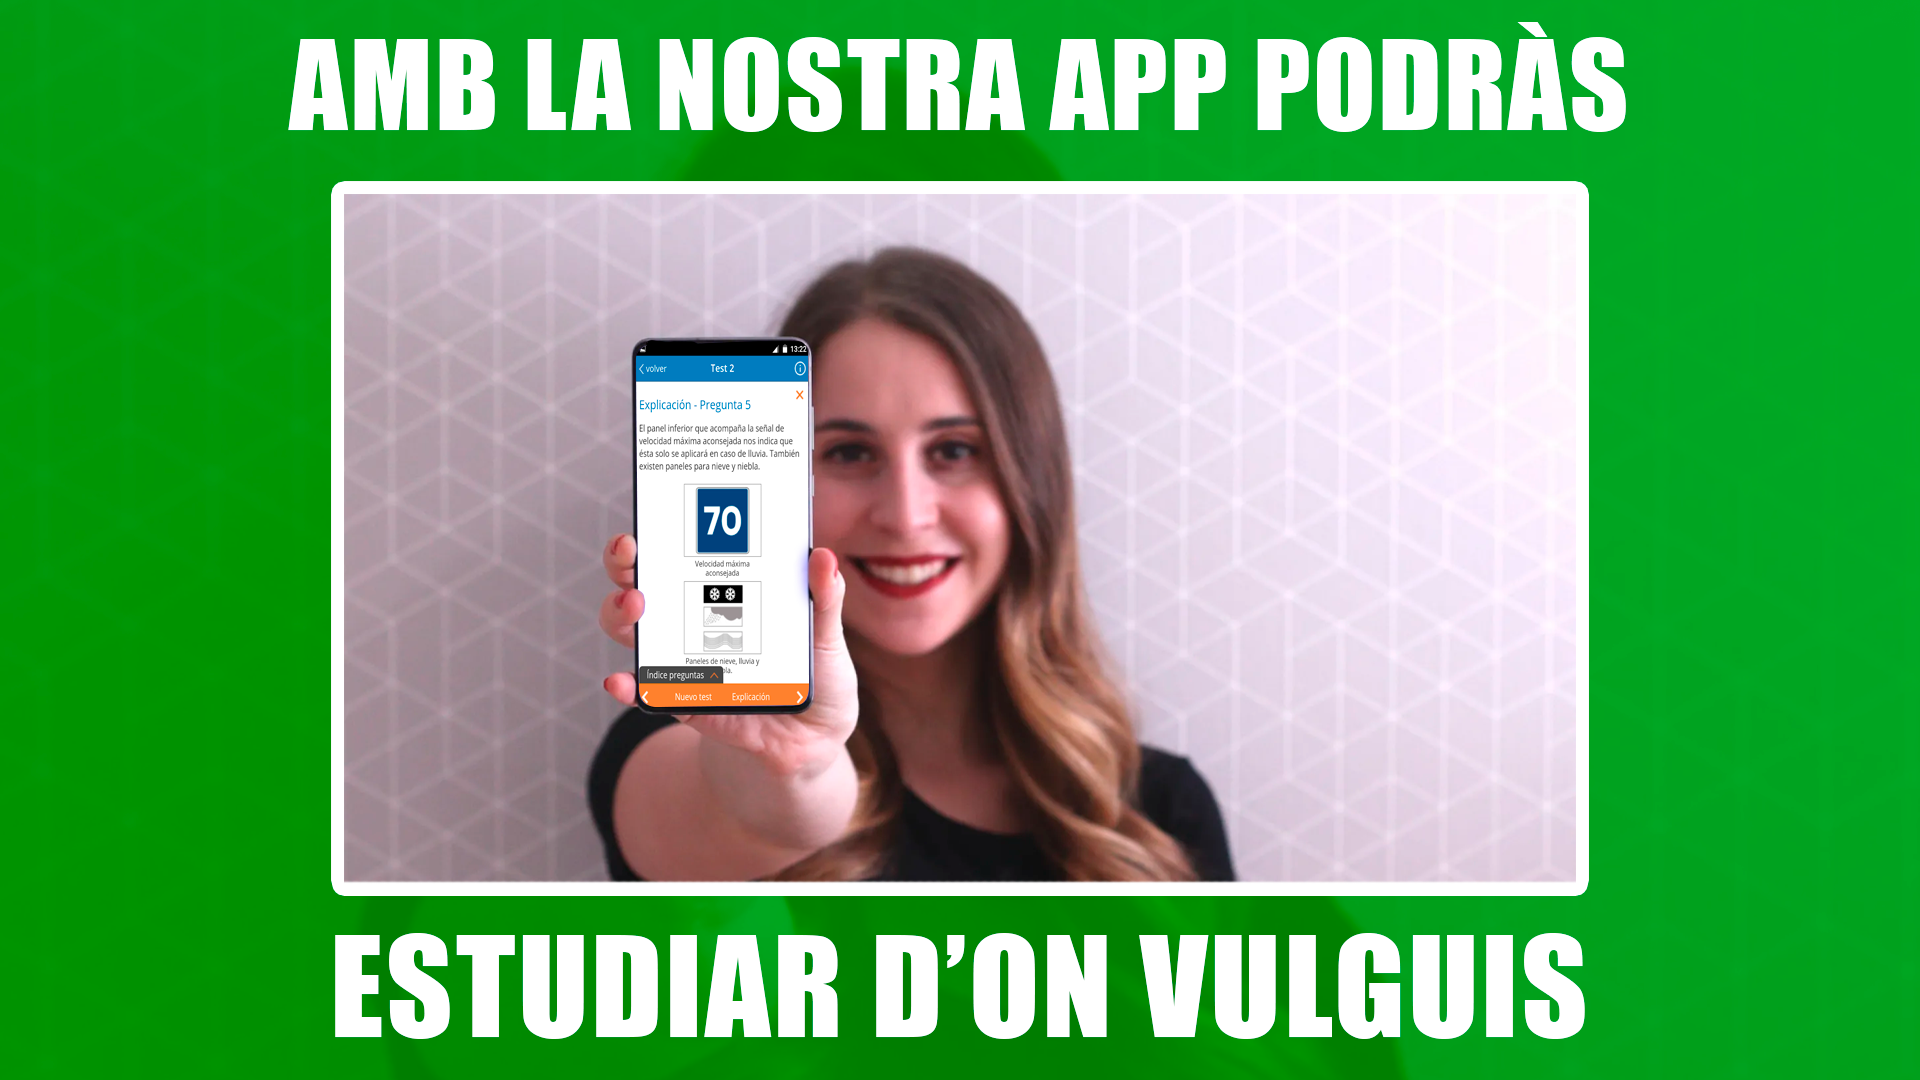 AMB LA NOSTRA APP PODRÀS
13:22
volver
Test 2
Explicación - Pregunta 5
El panel inferior que acompaña la señal de
velocidad máxima aconsejada nos indica que
ésta solo se aplicará en caso de lluvia. También
existen paneles para nieve y niebla.
70
Velocidad máxima
aconsejada
Paneles de nieve, lluvia y
Índice preguntas
Nuevo test
Explicación
ESTUDIAR D’ON VULGUIS